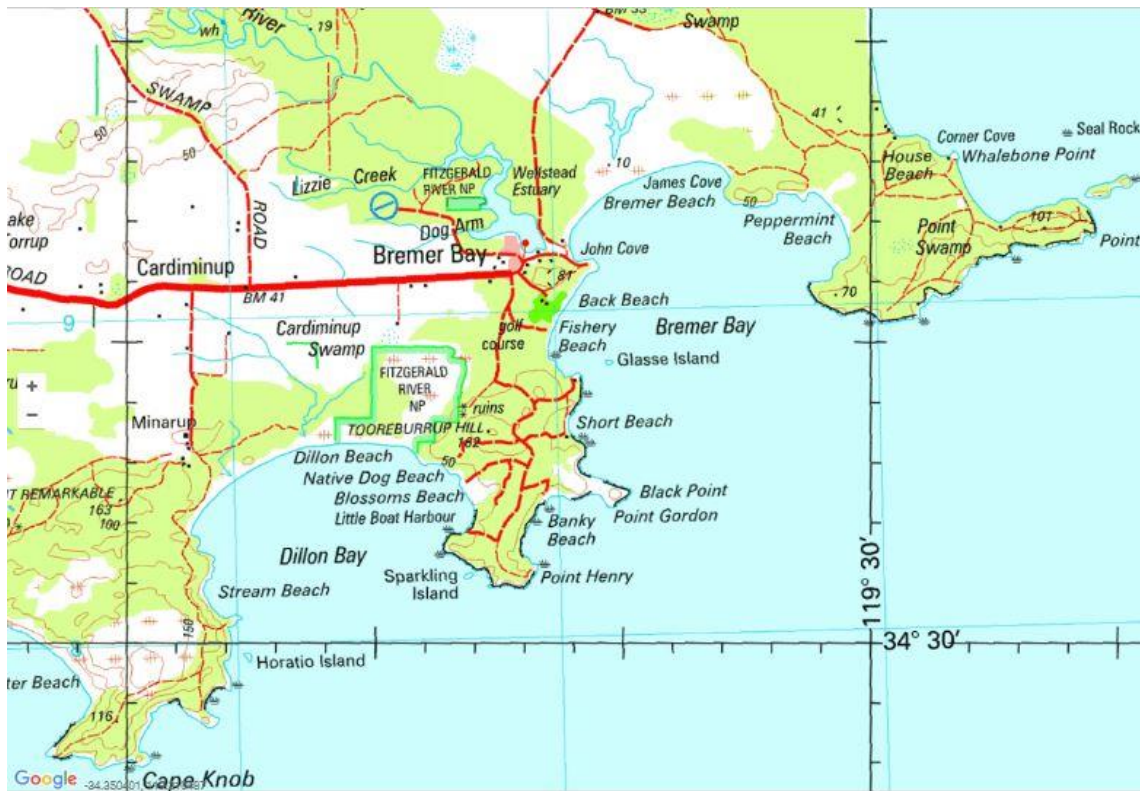 BM 53
River
wh
19
Swamp
SWAMP
50
50
41
Corner Cove
Seal Rock
House
Beach
Whalebone Point
10
Wellstead
Estuary
FITZGERALD
RIVER NP
Lizzie Creek
James Cove
Bremer Beach
50
Peppermint
Beach
101
Point
Swamp
Point
ROAD
Dog Arm
Bremer Bay
John Cove
Cardiminup
81
ROAD
BM 41
70
Back Beach
9
Cardiminup
Swamp
golf
course
Fishery
Beach
Bremer Bay
Glasse Island
FITZGERALD
RIVER
NP
+
−
ruins
Minarup
TOOREBURRUP HILL
162
Short Beach
Dillon Beach
50
Native Dog Beach
Blossoms Beach
Little Boat Harbour
REMARKABLE
163
100
Black Point
Point Gordon
Banky
Beach
Dillon Bay
Sparkling
Island
Point Henry
119° 30′
Stream Beach
150
34° 30′
Horatio Island
Beach
116
Cape Knob
Google